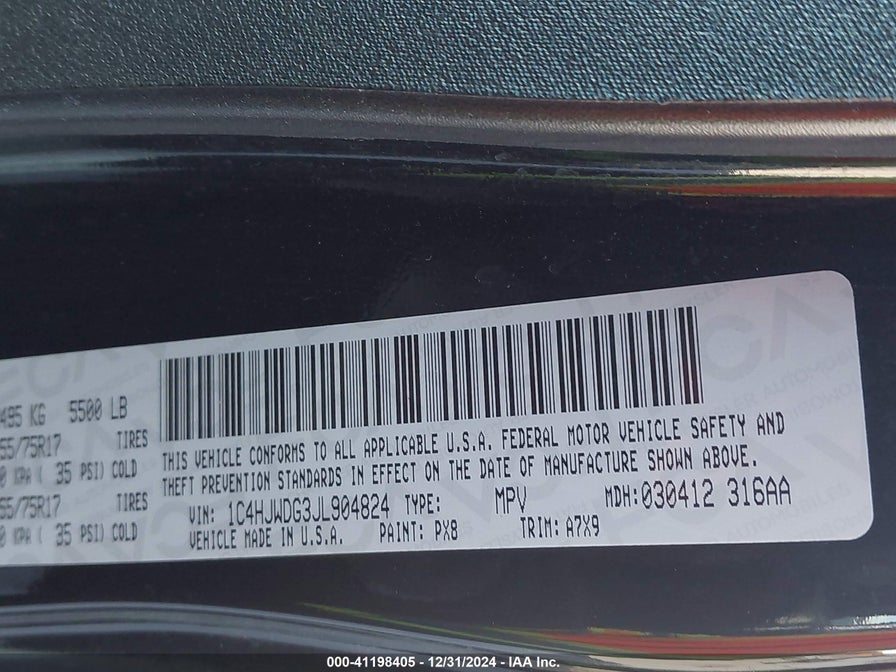 495 KG 5500 LB
55/75R17 TIRES
KPA ( 35 PSI) COLD
55/75R17 TIRES
KPA ( 35 PSI) COLD
THIS VEHICLE CONFORMS TO ALL APPLICABLE U.S.A. FEDERAL MOTOR VEHICLE SAFETY AND
THEFT PREVENTION STANDARDS IN EFFECT ON THE DATE OF MANUFACTURE SHOWN ABOVE.
VIN: 1C4HJWDG3JL904824 TYPE: MPV MDH:030412 316AA
VEHICLE MADE IN U.S.A. PAINT: PX8 TRIM: A7X9
000-41198405 - 12/31/2024 - IAA Inc.